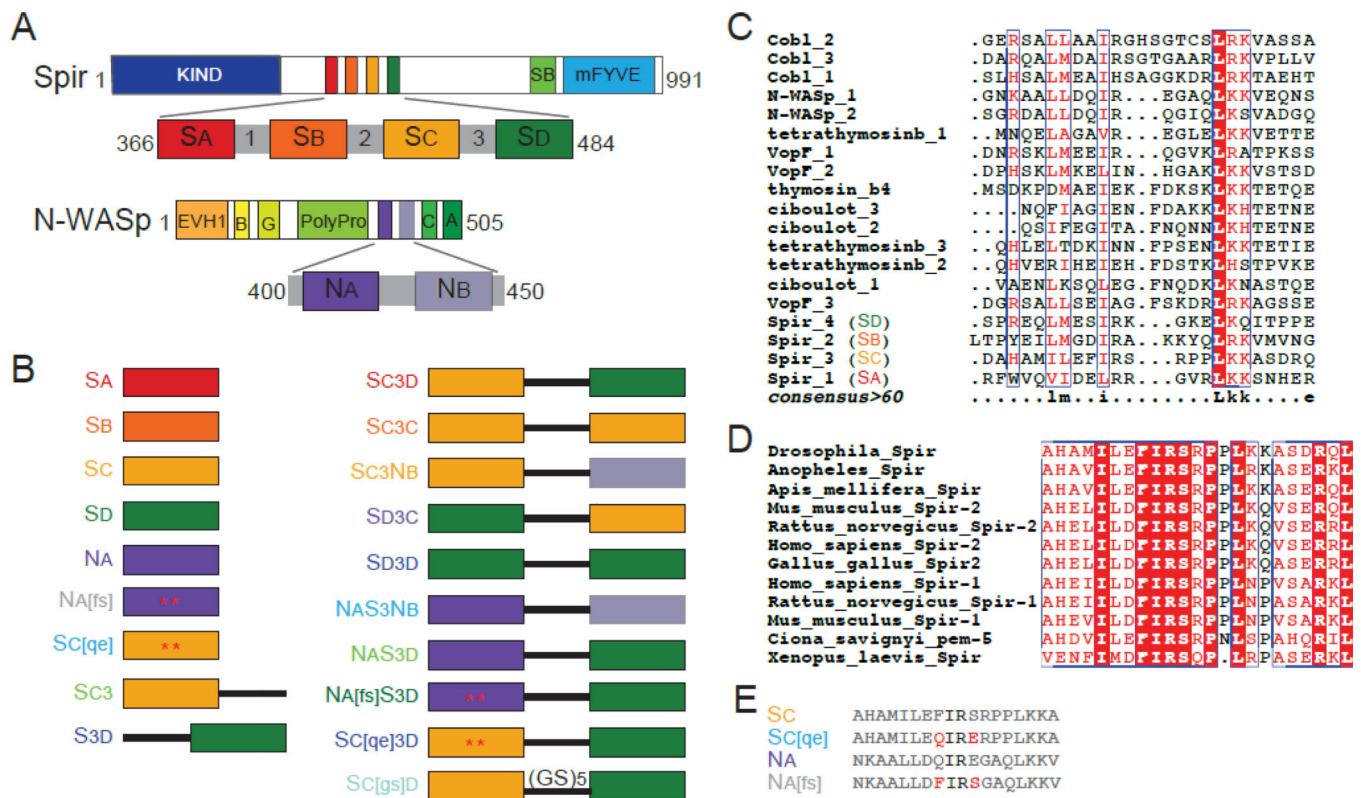 A
Spir 1 KIND SB mFYVE 991
366 SA 1 SB 2 SC 3 SD 484
N-WASp 1 EVH1 B G PolyPro C A 505
400 NA NB 450
B
SA
SB
SC
SD
NA
NA[fs] **
SC[qe] **
SC3
S3D
SC3D
SC3C
SC3NB
SD3C
SD3D
NAS3NB
NAS3D
NA[fs]S3D **
SC[qe]3D **
SC[gs]D (GS)5
C
Cobl_2 .GERSALLAAIRGHSGTCSLRKVASSA
Cobl_3 .DARQALMDAIRSGTGAARLRKVPLLV
Cobl_1 .SLHSALMEAIHSAGGKDRLRKTAEHT
N-WASp_1 .GNKAALLDQIR...EGAQLKKVEQNS
N-WASp_2 .SGRDALLDQIR...QGIQLKSVADGQ
tetrathymosinb_1 ..MNQELAGAVR...EGLELKKVETTE
VopF_1 .DNRSKLMEEIR...QGVKLRATPKSS
VopF_2 .DPHSKLMKELIN..HGAKLKKVSTSD
thymosin_b4 .MSDKPDMAEIEK.FDKSKLKKTETQE
ciboulot_3 ....NQFIAGIEN.FDAKKLKHTETNE
ciboulot_2 ....QSIFEGITA.FNQNNLKHTETNE
tetrathymosinb_3 .QHLELTDKINN.FPSENLKKTETIE
tetrathymosinb_2 .QHVERIHEIEH.FDSTKLHSTPVKE
ciboulot_1 ..VAENLKSQLEG.FNQDKLKNASTQE
VopF_3 .DGRSALLSEIAG.FSKDRLRKAGSSE
Spir_4 (SD) .SPREQLMESIRK...GKELKQITPPE
Spir_2 (SB) LTPYEILMGDIRA..KKYQLRKVMVNG
Spir_3 (SC) .DAHAMILEFIRS..RPPLKKASDRQ
Spir_1 (SA) .RFWVQVIDELRR...GVRLKKSNHER
consensus>60 ......lm..i.......Lkk....e
D
Drosophila_Spir AHAMILEFIRSRPPLKKASDRQL
Anopheles_Spir AHAVILEFIRSRPPLRKASERKL
Apis_mellifera_Spir AHAVILEFIRSRPPLKKASERQL
Mus_musculus_Spir-2 AHELILDFIRSRPPLKQVSERQL
Rattus_norvegicus_Spir-2 AHELILDFIRSRPPLKQVSERRL
Homo_sapiens_Spir-2 AHELILDFIRSRPPLKQVSERRL
Gallus_gallus_Spir2 AHELILDFIRSRPPLKQASERRL
Homo_sapiens_Spir-1 AHEIILDFIRSRPPLNPVSARKL
Rattus_norvegicus_Spir-1 AHEIILDFIRSRPPLNPASARKL
Mus_musculus_Spir-1 AHEVILDFIRSRPPLNPVSARKL
Ciona_savignyi_pem-5 AHDVILEFIRSRPNLSPAHQRIL
Xenopus_laevis_Spir VENFIMDFIRSQP.LRPASERKL
E
SC AHAMILEFIRSRPPLKKA
SC[qe] AHAMILEQIRERPPLKKA
NA NKAALLDQIREGAQLKKV
NA[fs] NKAALLDFIRSGAQLKKV